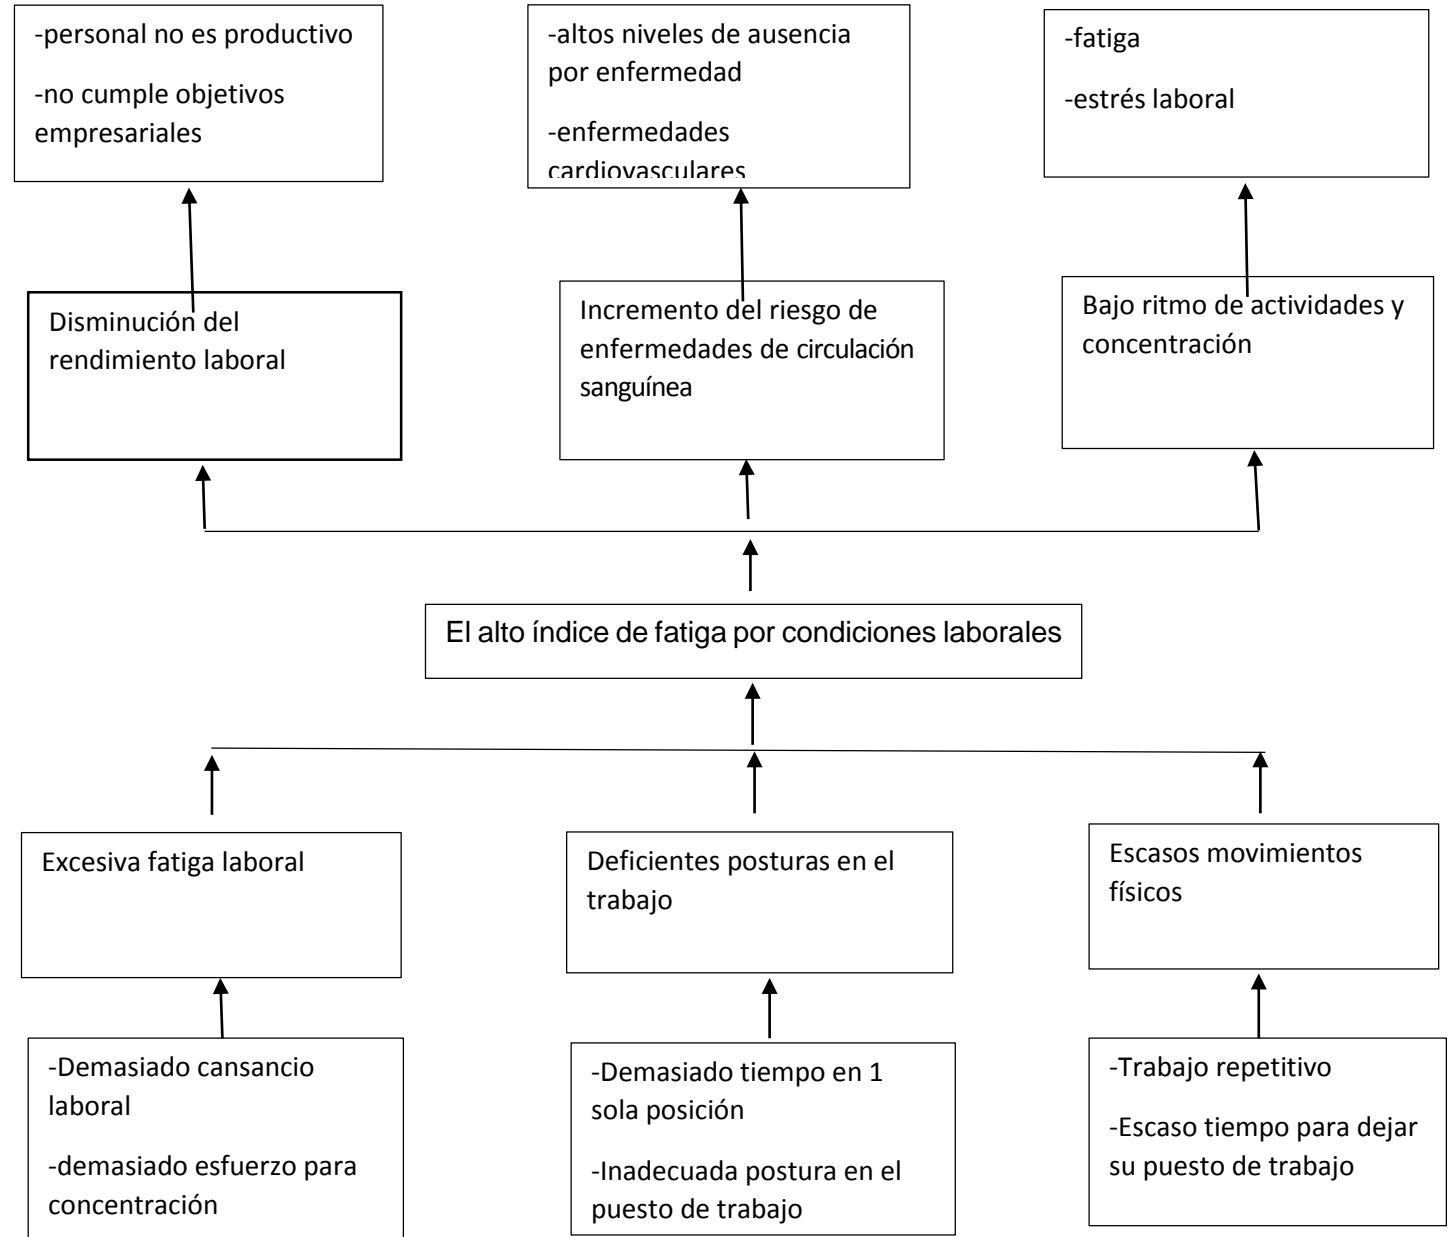 -personal no es productivo
-no cumple objetivos
empresariales
-altos niveles de ausencia
por enfermedad
-enfermedades
cardiovasculares
-fatiga
-estrés laboral
Disminución del
rendimiento laboral
Incremento del riesgo de
enfermedades de circulación
sanguínea
Bajo ritmo de actividades y
concentración
El alto índice de fatiga por condiciones laborales
Excesiva fatiga laboral
Deficientes posturas en el
trabajo
Escasos movimientos
físicos
-Demasiado cansancio
laboral
-demasiado esfuerzo para
concentración
-Demasiado tiempo en 1
sola posición
-Inadecuada postura en el
puesto de trabajo
-Trabajo repetitivo
-Escaso tiempo para dejar
su puesto de trabajo